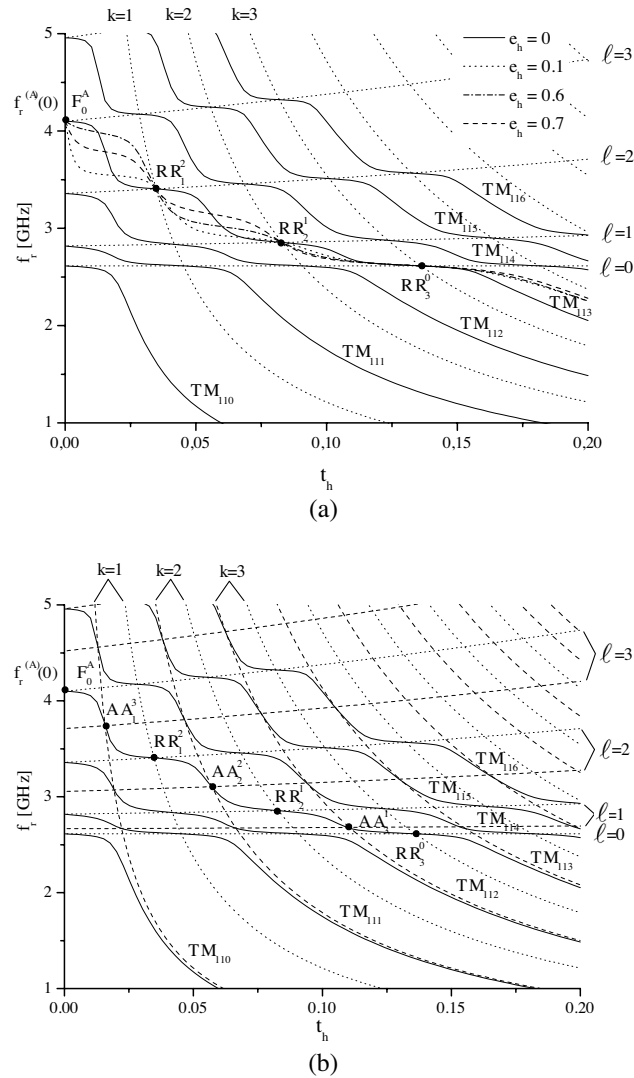 k=1 k=2 k=3
5
4
3
2
1
f_r^(A)(0)
f_r [GHz]
F_0^A
RR_1^2
RR_2^1
RR_3^0
e_h = 0
e_h = 0.1
e_h = 0.6
e_h = 0.7
ℓ=3
ℓ=2
ℓ=1
ℓ=0
TM_116
TM_115
TM_114
TM_113
TM_112
TM_111
TM_110
0,00 0,05 0,10 0,15 0,20
t_h
(a)
k=1 k=2 k=3
5
4
3
2
1
f_r^(A)(0)
f_r [GHz]
F_0^A
AA_1^3
RR_1^2
AA_2^2
RR_2^1
AA_3^1
RR_3^0
ℓ=3
ℓ=2
ℓ=1
ℓ=0
TM_116
TM_115
TM_114
TM_113
TM_112
TM_111
TM_110
0.00 0.05 0.10 0.15 0.20
t_h
(b)